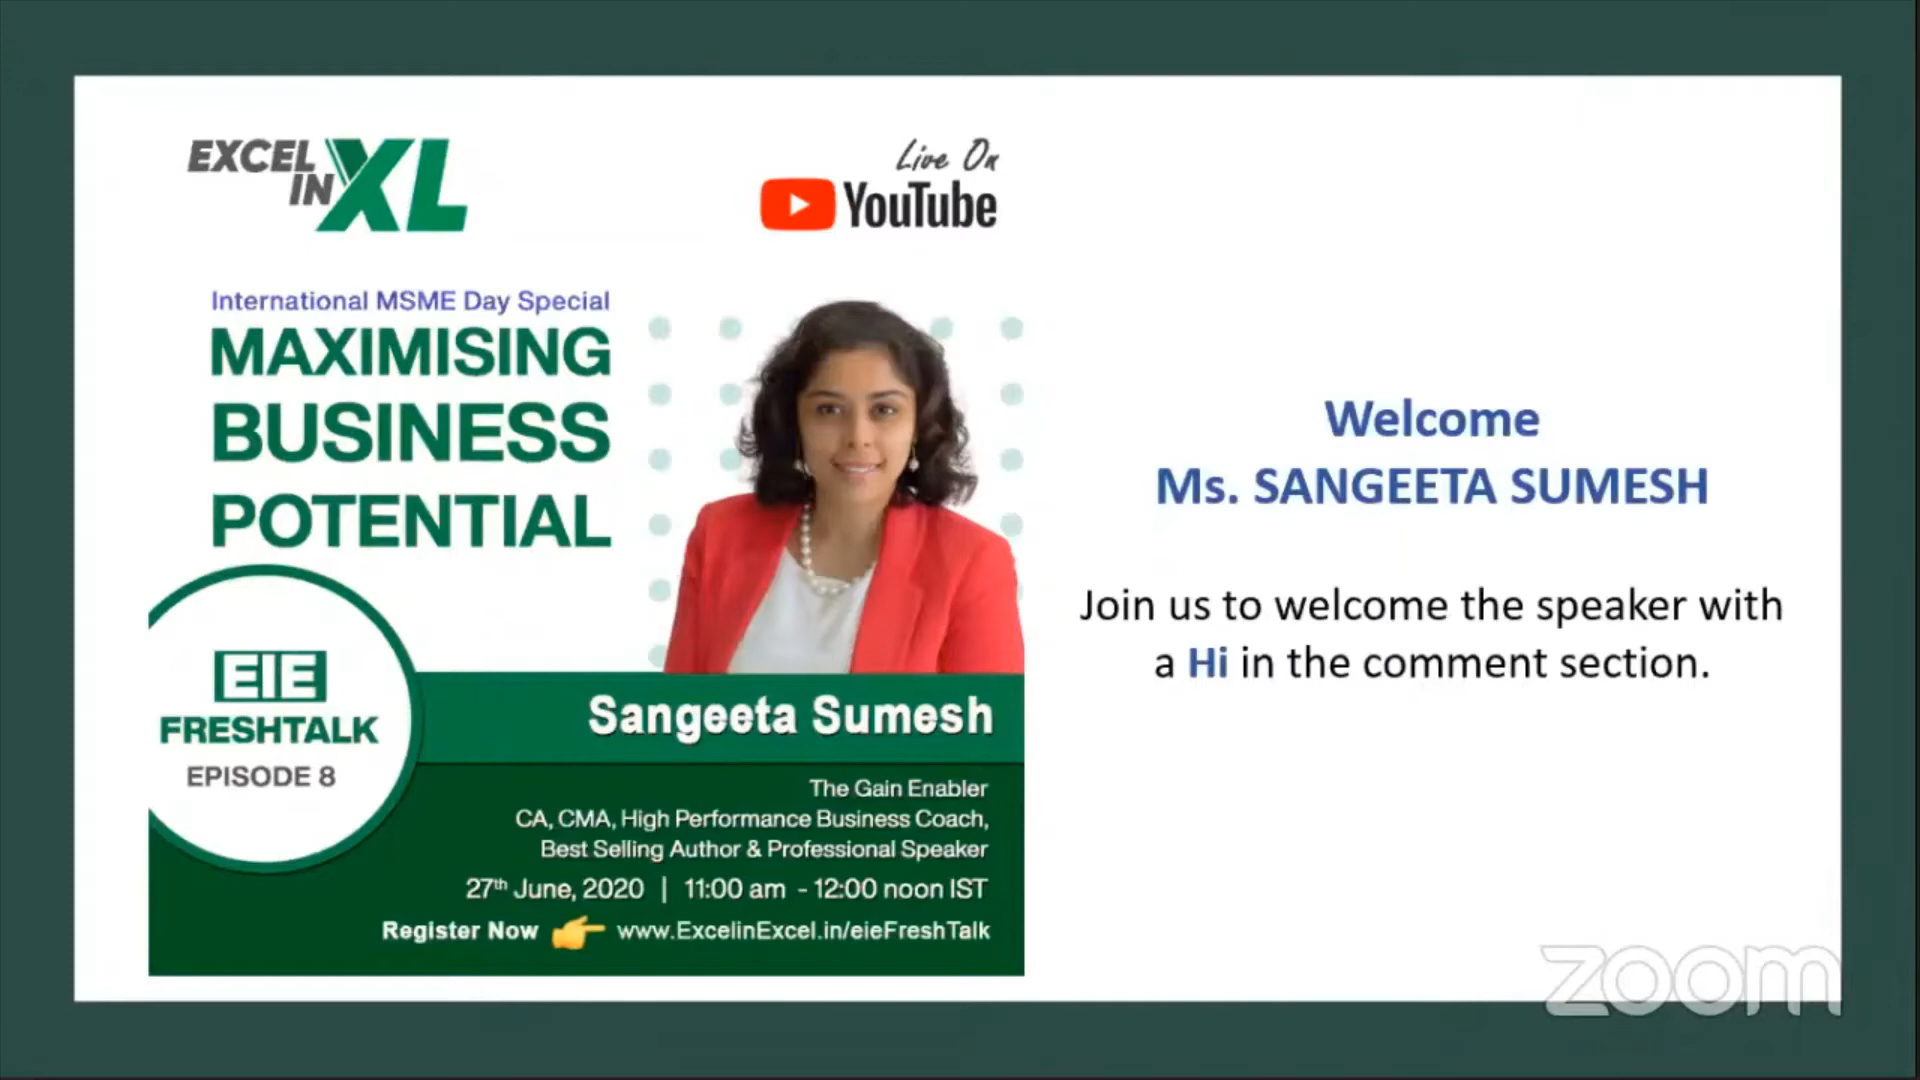 EXCEL
IN XL
Live On
YouTube
International MSME Day Special
MAXIMISING
BUSINESS
POTENTIAL
EIE
FRESHTALK
EPISODE 8
Sangeeta Sumesh
The Gain Enabler
CA, CMA, High Performance Business Coach,
Best Selling Author & Professional Speaker
27th June, 2020 | 11:00 am - 12:00 noon IST
Register Now 👉 www.ExcelinExcel.in/eieFreshTalk
Welcome
Ms. SANGEETA SUMESH
Join us to welcome the speaker with
a Hi in the comment section.
zoom